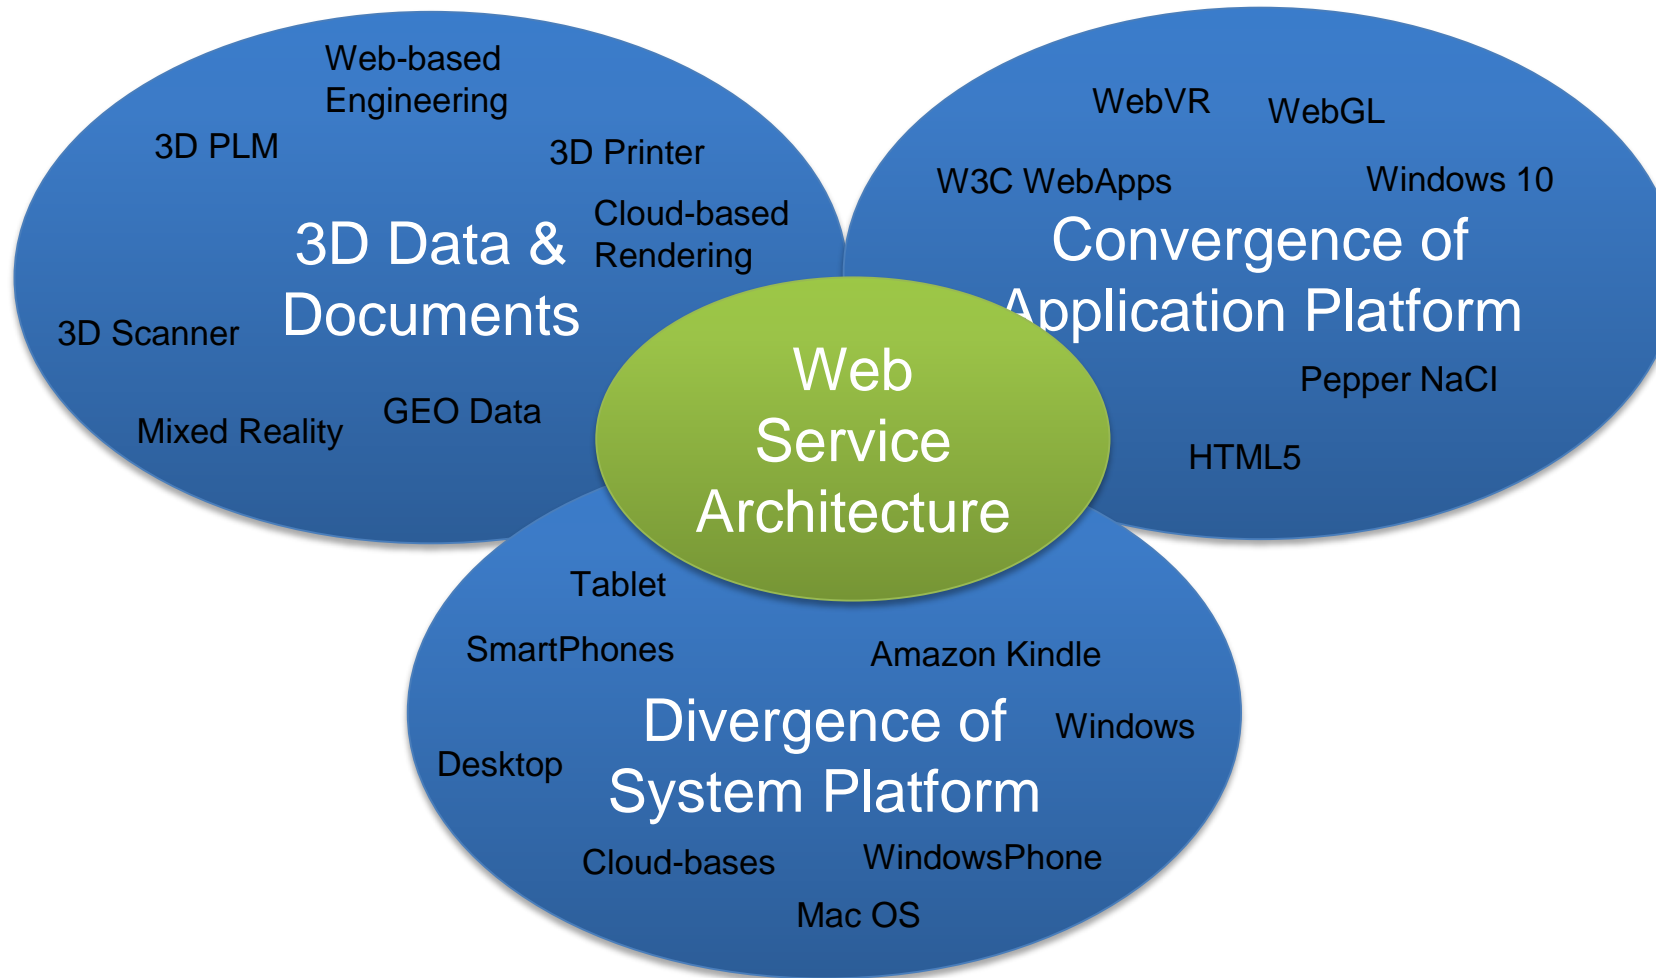 Web-based
Engineering
3D PLM
3D Printer
Cloud-based
Rendering
3D Data &
Documents
3D Scanner
GEO Data
Mixed Reality
WebVR
WebGL
W3C WebApps
Windows 10
Convergence of
Application Platform
Pepper NaCI
HTML5
Web
Service
Architecture
Tablet
SmartPhones
Amazon Kindle
Divergence of
System Platform
Windows
Desktop
Cloud-bases
WindowsPhone
Mac OS